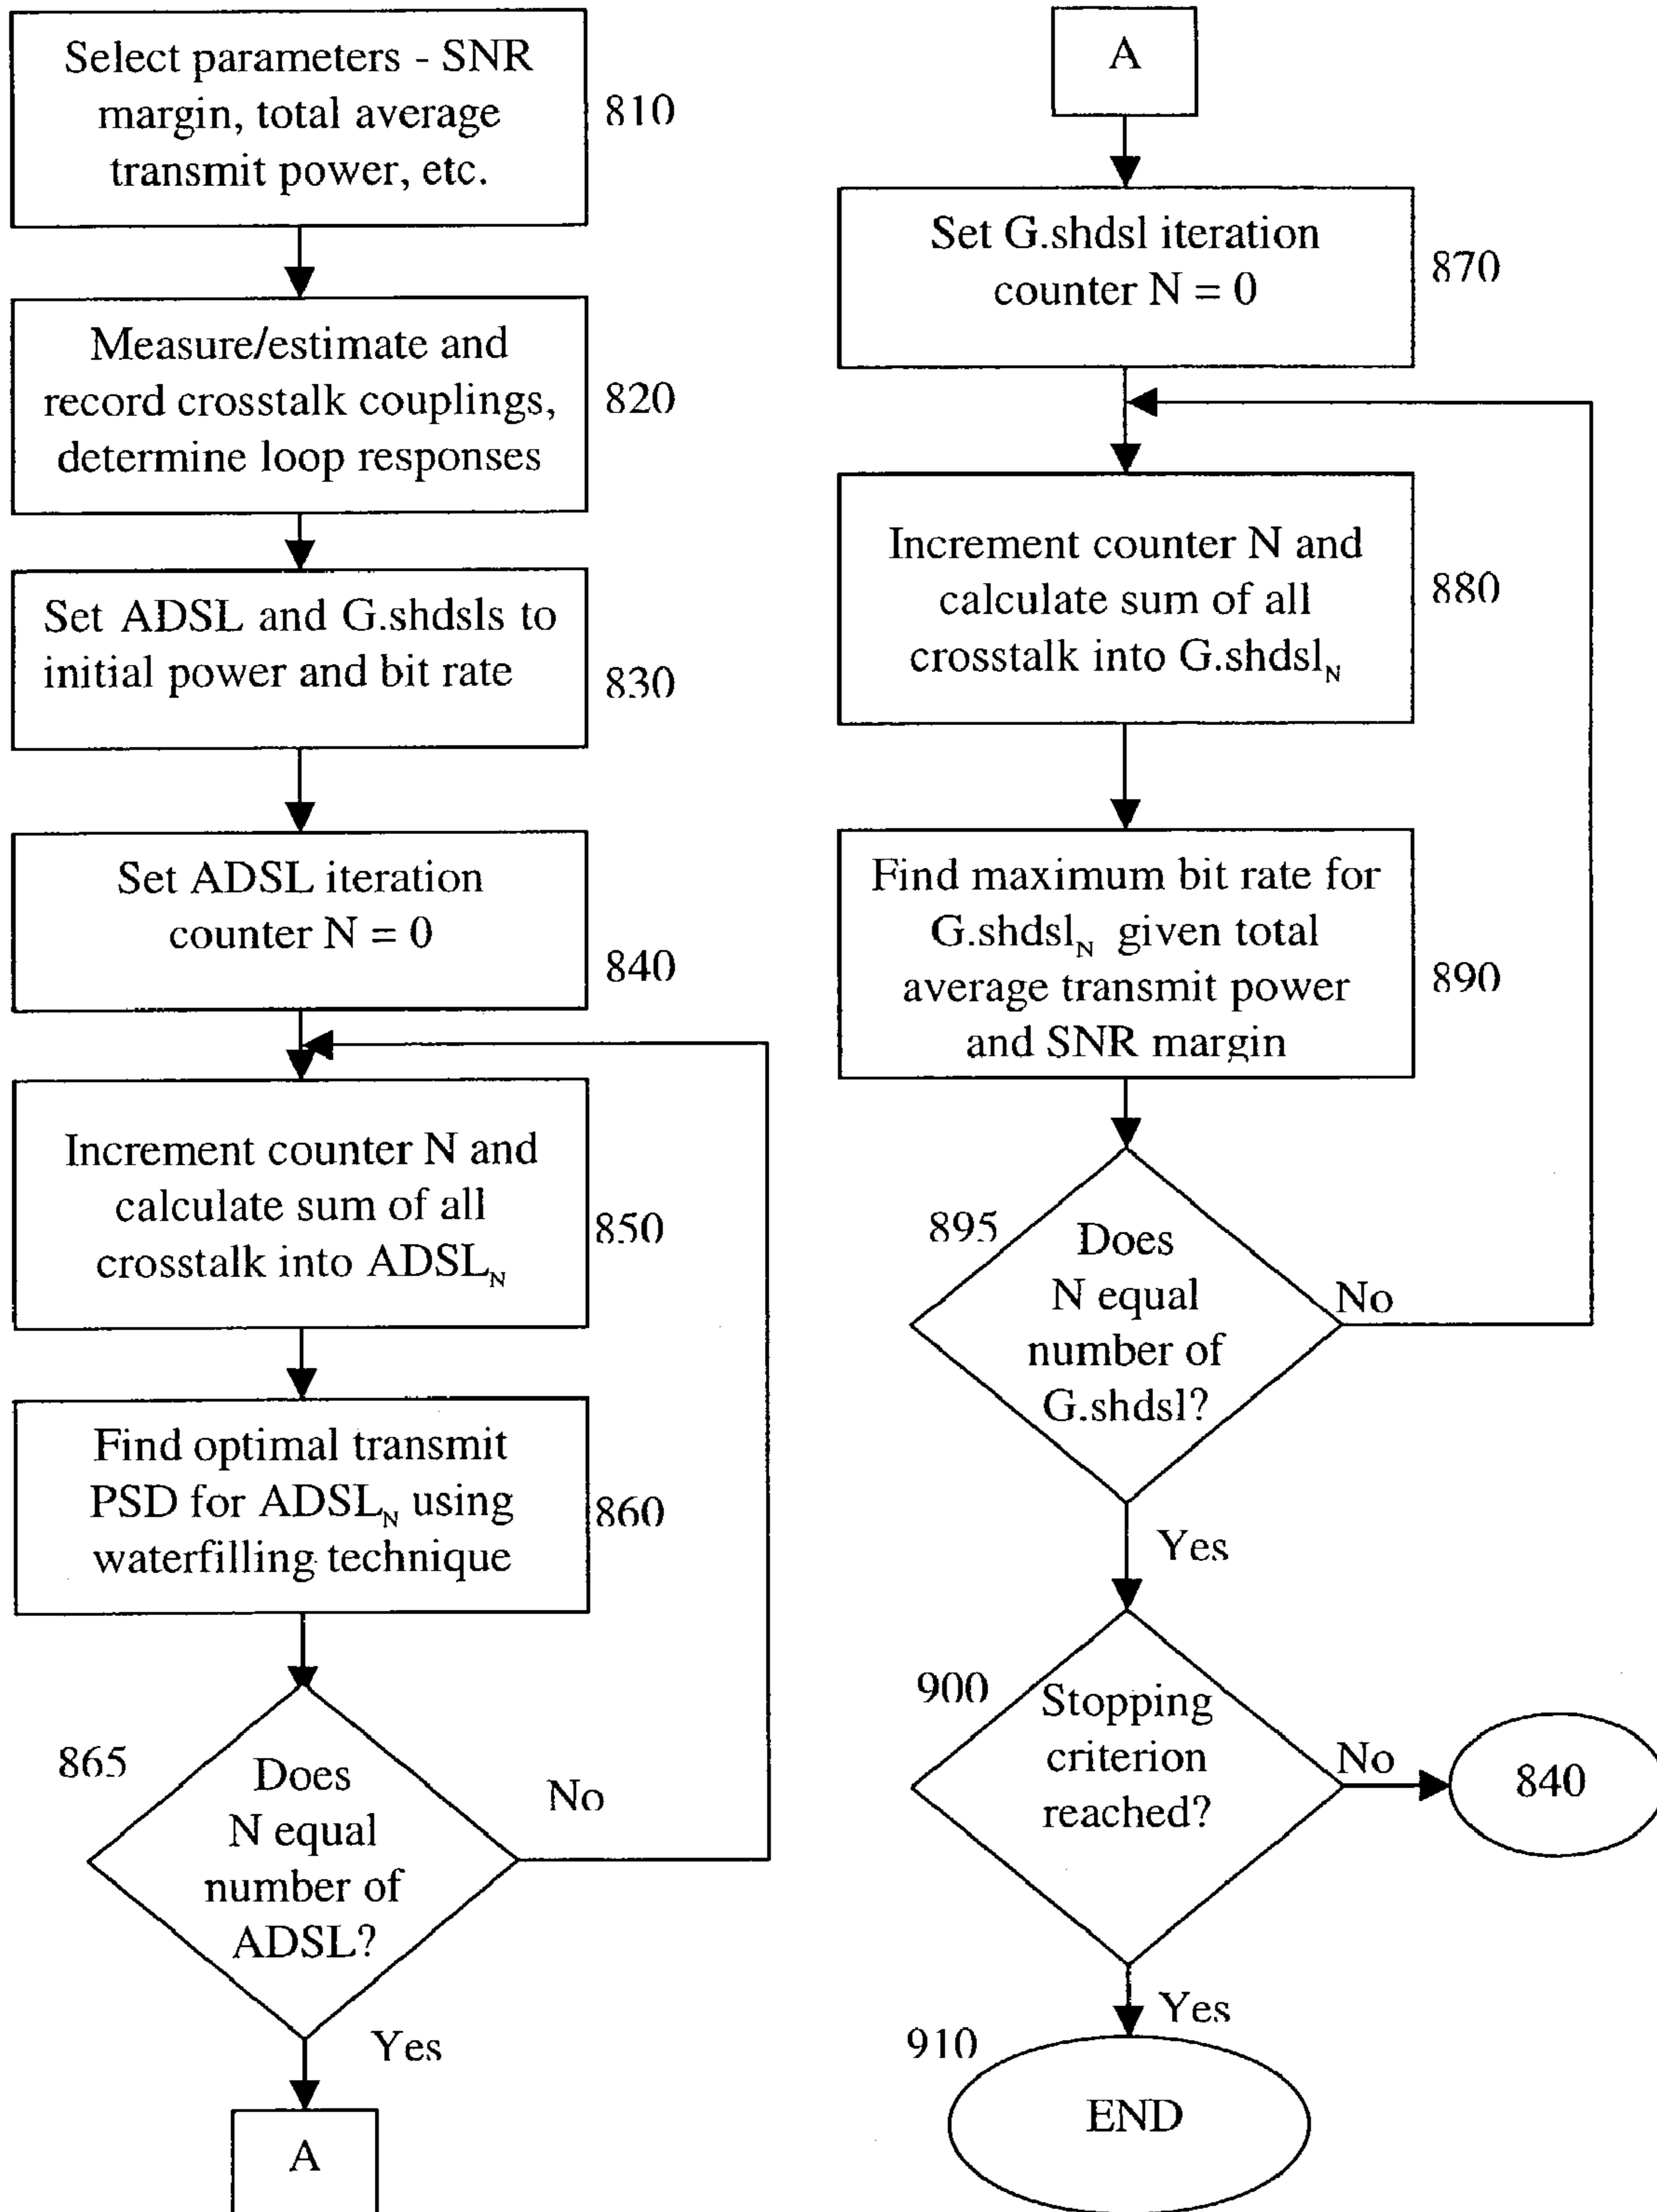 Select parameters - SNR
margin, total average
transmit power, etc.
810
Measure/estimate and
record crosstalk couplings,
determine loop responses
820
Set ADSL and G.shdsls to
initial power and bit rate
830
Set ADSL iteration
counter N = 0
840
Increment counter N and
calculate sum of all
crosstalk into ADSL_N
850
Find optimal transmit
PSD for ADSL_N using
waterfilling technique
860
865
Does
N equal
number of
ADSL?
No
Yes
A
A
Set G.shdsl iteration
counter N = 0
870
Increment counter N and
calculate sum of all
crosstalk into G.shdsl_N
880
Find maximum bit rate for
G.shdsl_N given total
average transmit power
and SNR margin
890
895
Does
N equal
number of
G.shdsl?
No
Yes
900
Stopping
criterion
reached?
No
840
Yes
910
END